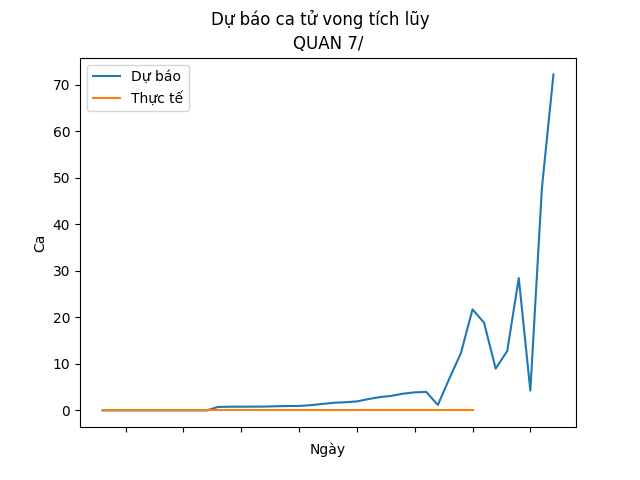 Dự báo ca tử vong tích lũy
QUAN 7/
Dự báo
Thực tế
70
60
50
40
30
20
10
0
Ca
Ngày